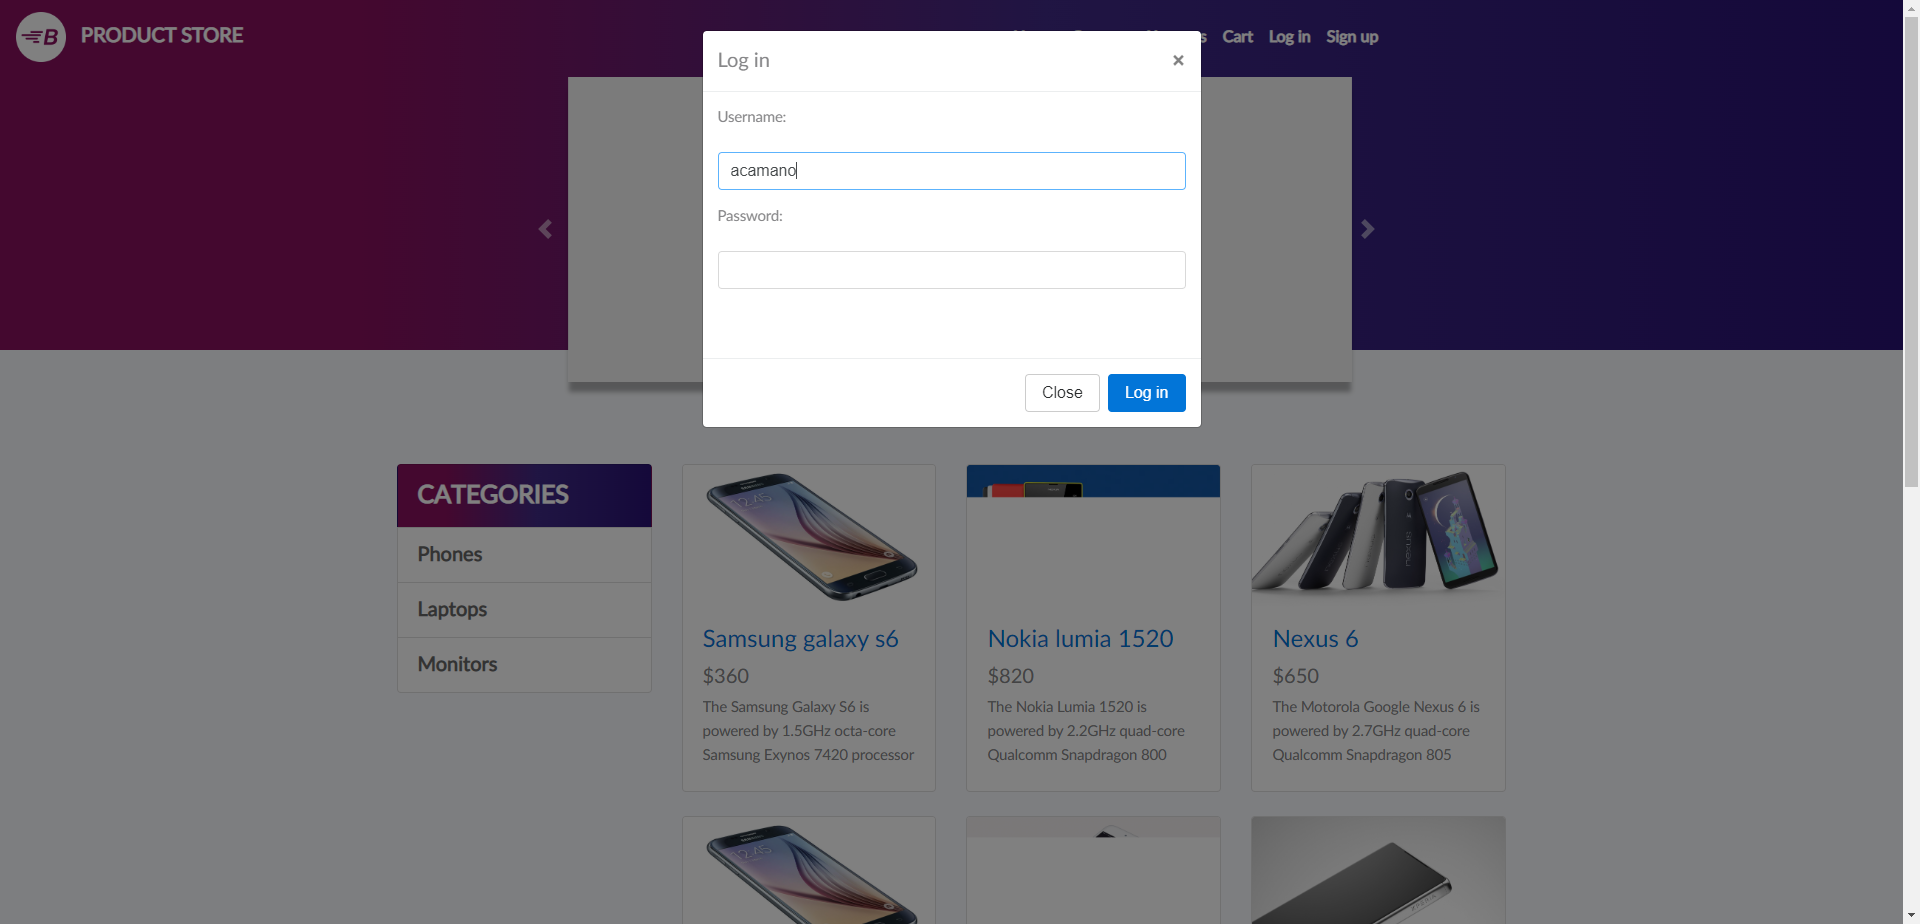 B PRODUCT STORE
Cart Log in Sign up
Log in ×
Username:
acamano
Password:
Close Log in
CATEGORIES
Phones
Laptops
Monitors
Samsung galaxy s6
$360
The Samsung Galaxy S6 is
powered by 1.5GHz octa-core
Samsung Exynos 7420 processor
Nokia lumia 1520
$820
The Nokia Lumia 1520 is
powered by 2.2GHz quad-core
Qualcomm Snapdragon 800
Nexus 6
$650
The Motorola Google Nexus 6 is
powered by 2.7GHz quad-core
Qualcomm Snapdragon 805